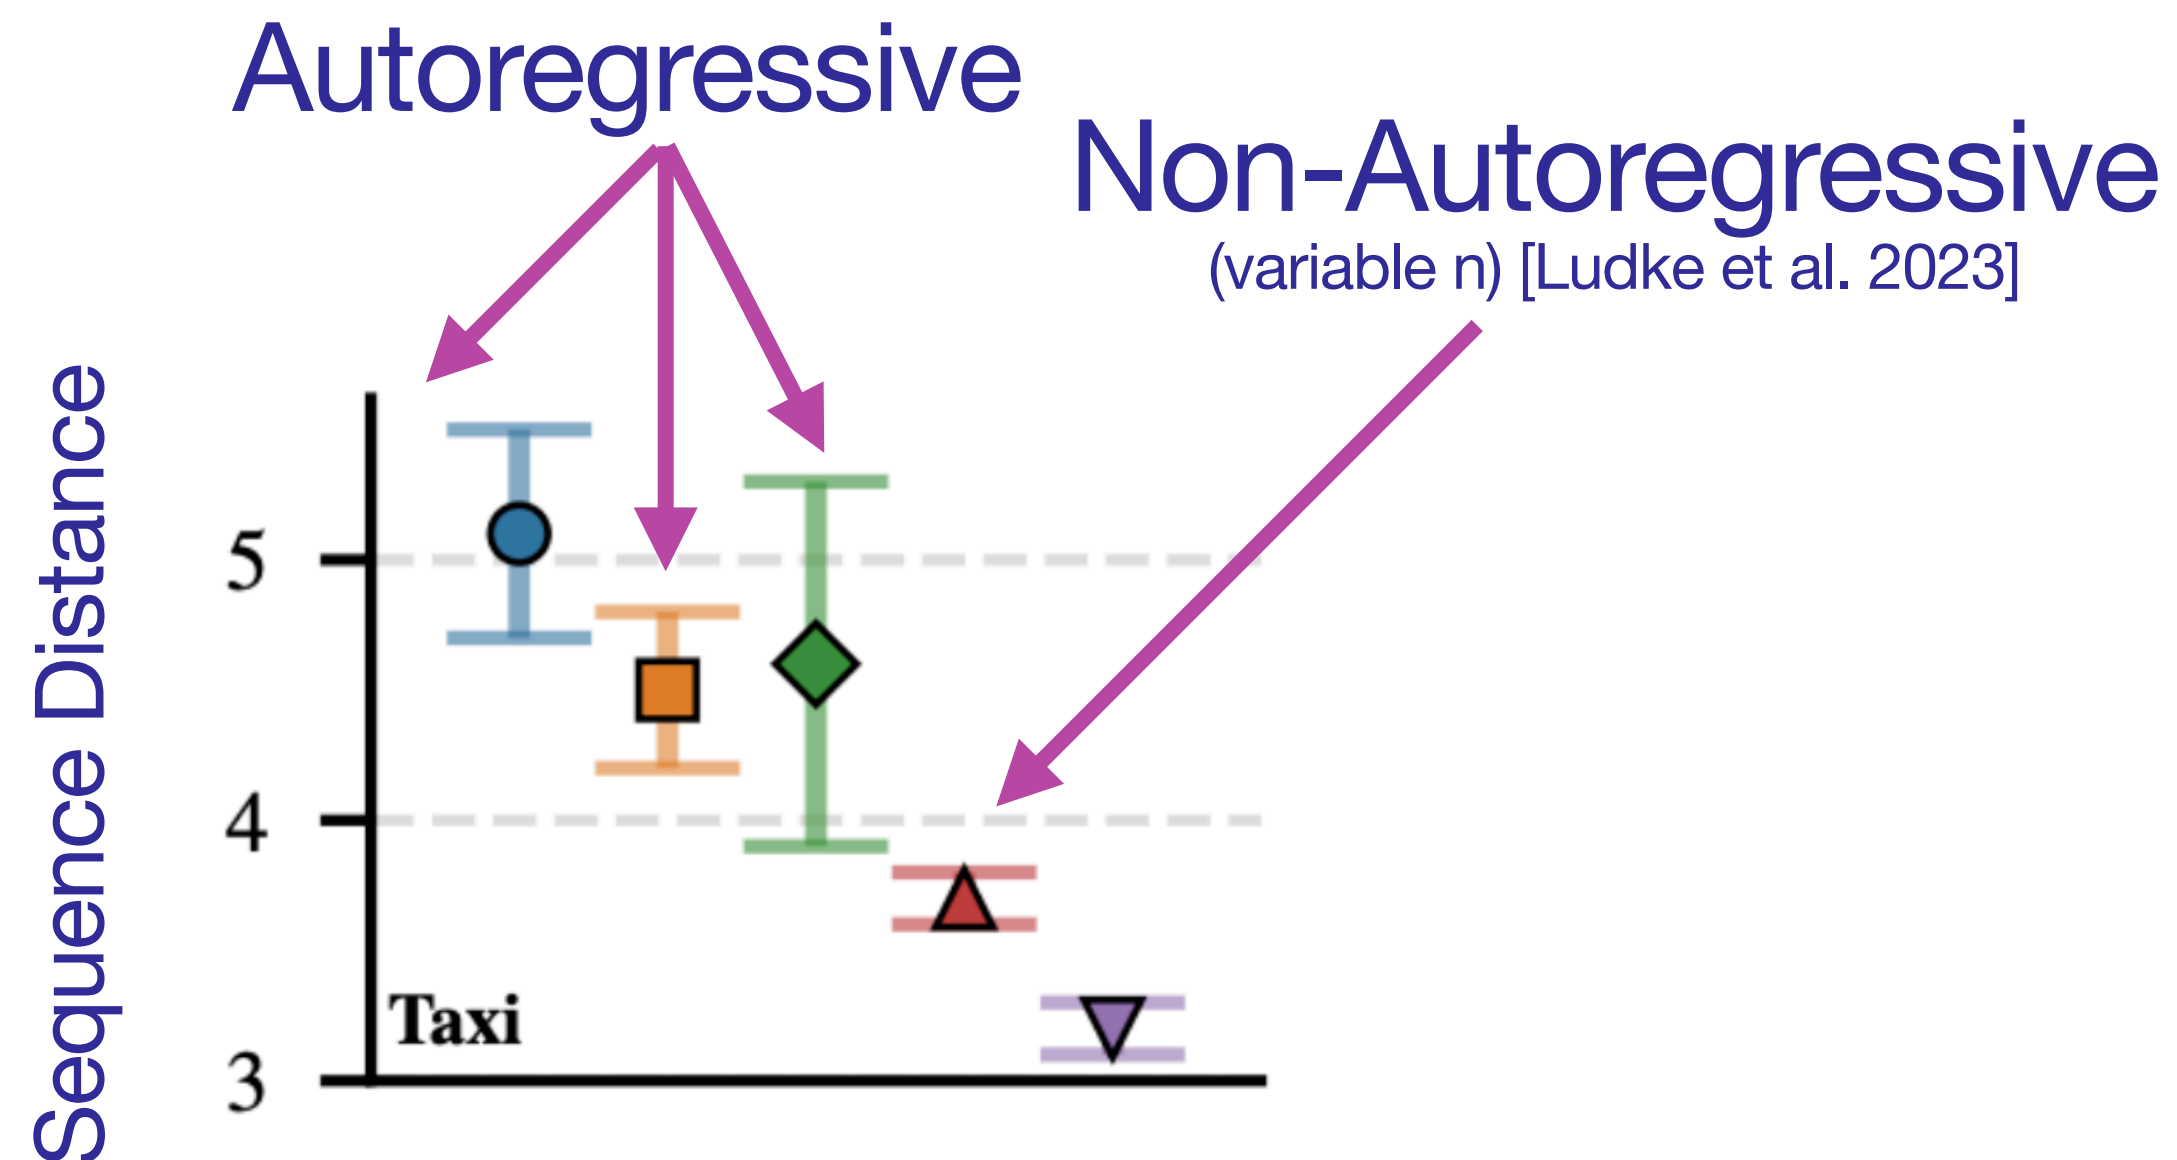 Autoregressive
Non-Autoregressive
(variable n) [Ludke et al. 2023]
Sequence Distance
5
4
3
Taxi